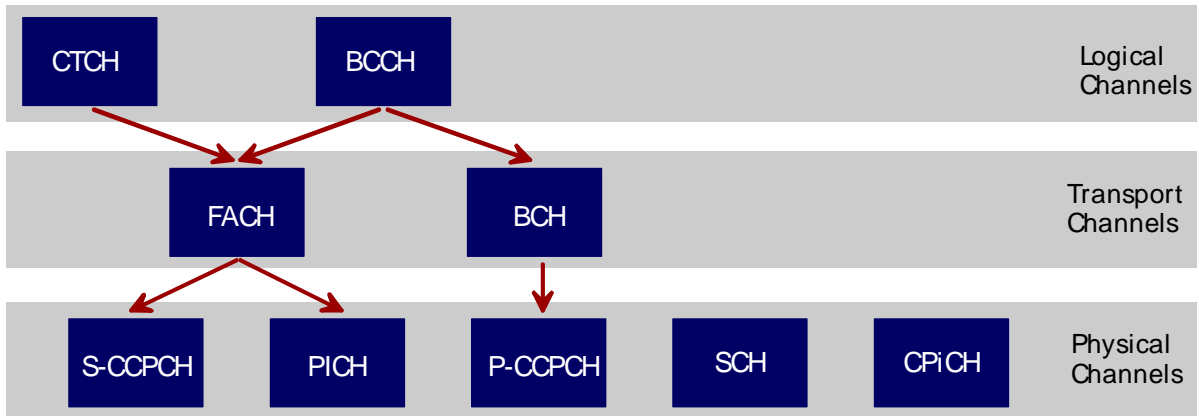 CTCH
BCCH
Logical
Channels
FACH
BCH
Transport
Channels
S-CCPCH
PICH
P-CCPCH
SCH
CPiCH
Physical
Channels